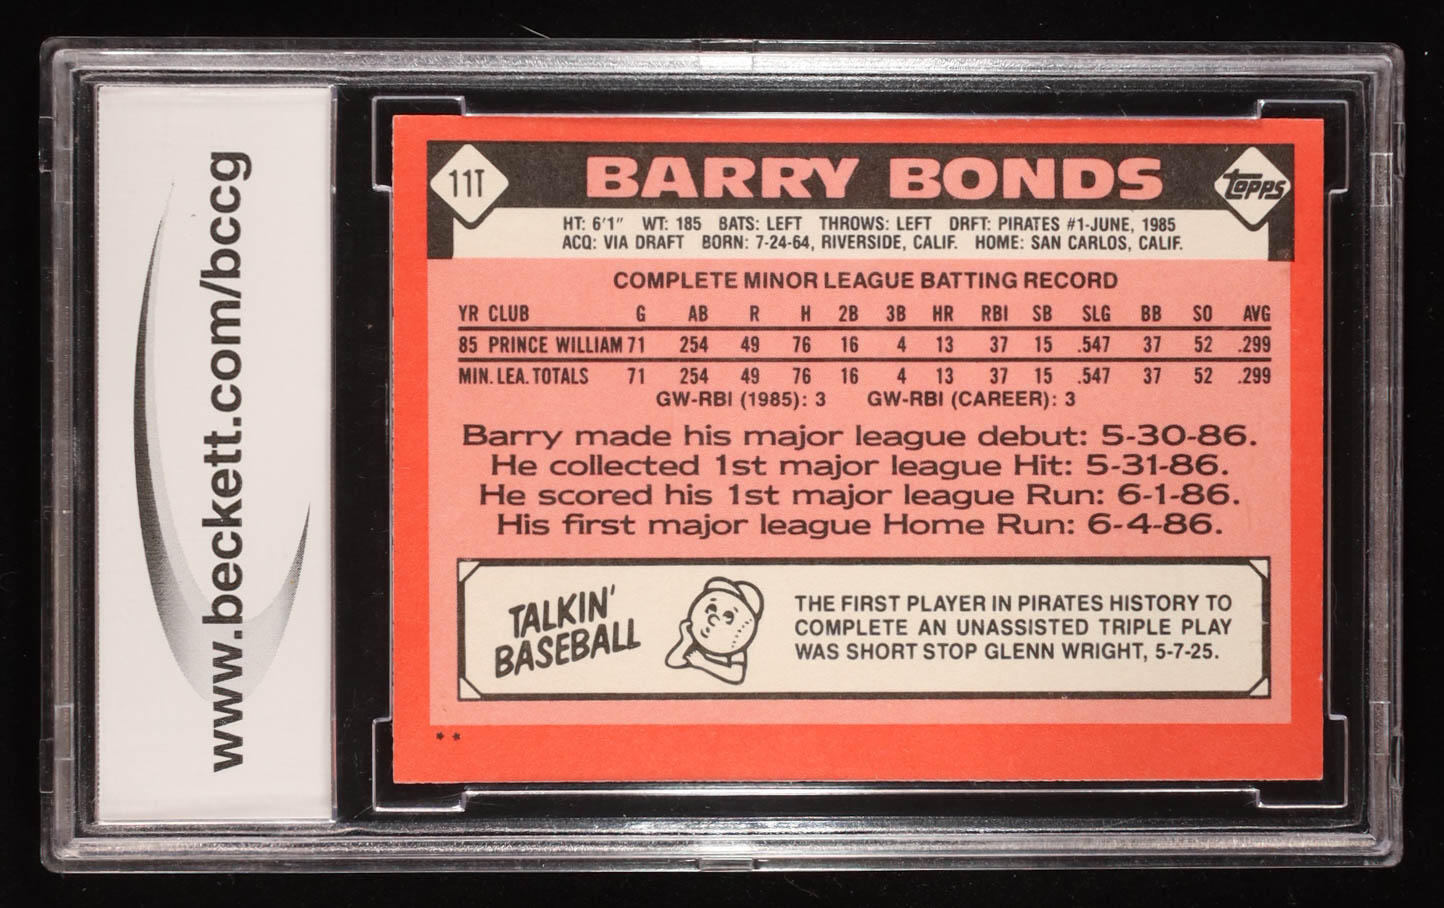 www.beckett.com/bccg
11T
BARRY BONDS
topps
HT: 6'1" WT: 185 BATS: LEFT THROWS: LEFT DRFT: PIRATES #1-JUNE, 1985
ACQ: VIA DRAFT BORN: 7-24-64, RIVERSIDE, CALIF. HOME: SAN CARLOS, CALIF.
COMPLETE MINOR LEAGUE BATTING RECORD
YR CLUB G AB R H 2B 3B HR RBI SB SLG BB SO AVG
85 PRINCE WILLIAM 71 254 49 76 16 4 13 37 15 .547 37 52 .299
MIN. LEA. TOTALS 71 254 49 76 16 4 13 37 15 .547 37 52 .299
GW-RBI (1985): 3 GW-RBI (CAREER): 3
Barry made his major league debut: 5-30-86.
He collected 1st major league Hit: 5-31-86.
He scored his 1st major league Run: 6-1-86.
His first major league Home Run: 6-4-86.
TALKIN'
BASEBALL
THE FIRST PLAYER IN PIRATES HISTORY TO
COMPLETE AN UNASSISTED TRIPLE PLAY
WAS SHORT STOP GLENN WRIGHT, 5-7-25.
**